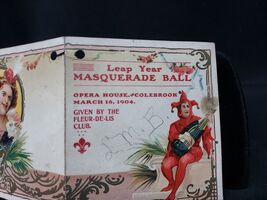 Leap Year
MASQUERADE BALL
OPERA HOUSE, COLEBROOK
MARCH 16, 1904.
GIVEN BY THE
FLEUR-DE-LIS
CLUB.